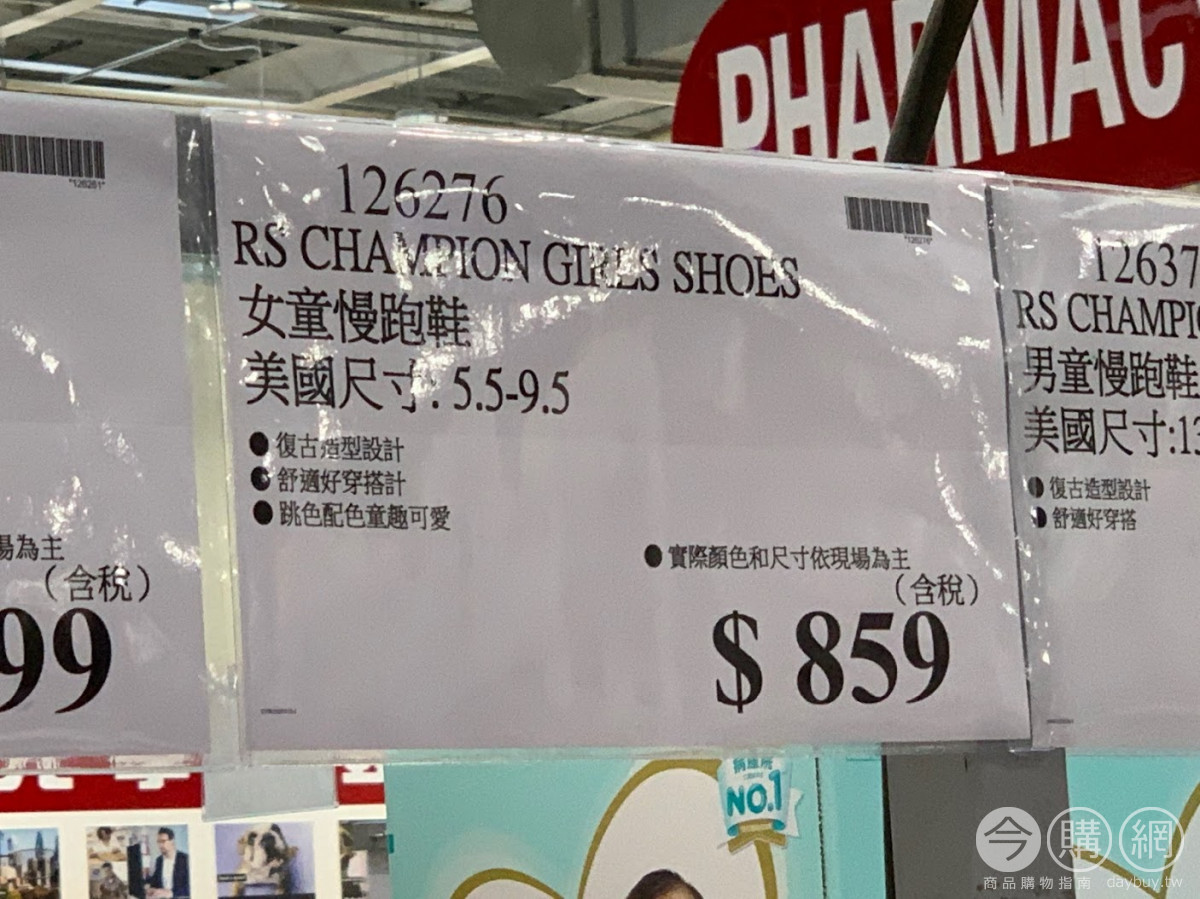 PHARMAC
"126261"
場為主
(含稅)
99
126276
"126276"
RS CHAMPION GIRLS SHOES
女童慢跑鞋
美國尺寸: 5.5-9.5
● 復古造型設計
● 舒適好穿搭計
● 跳色配色童趣可愛
● 實際顏色和尺寸依現場為主
(含稅)
$ 859
12637
RS CHAMPIO
男童慢跑鞋
美國尺寸:13
● 復古造型設計
● 舒適好穿搭
NO.1
今購網
商品購物指南 daybuy.tw